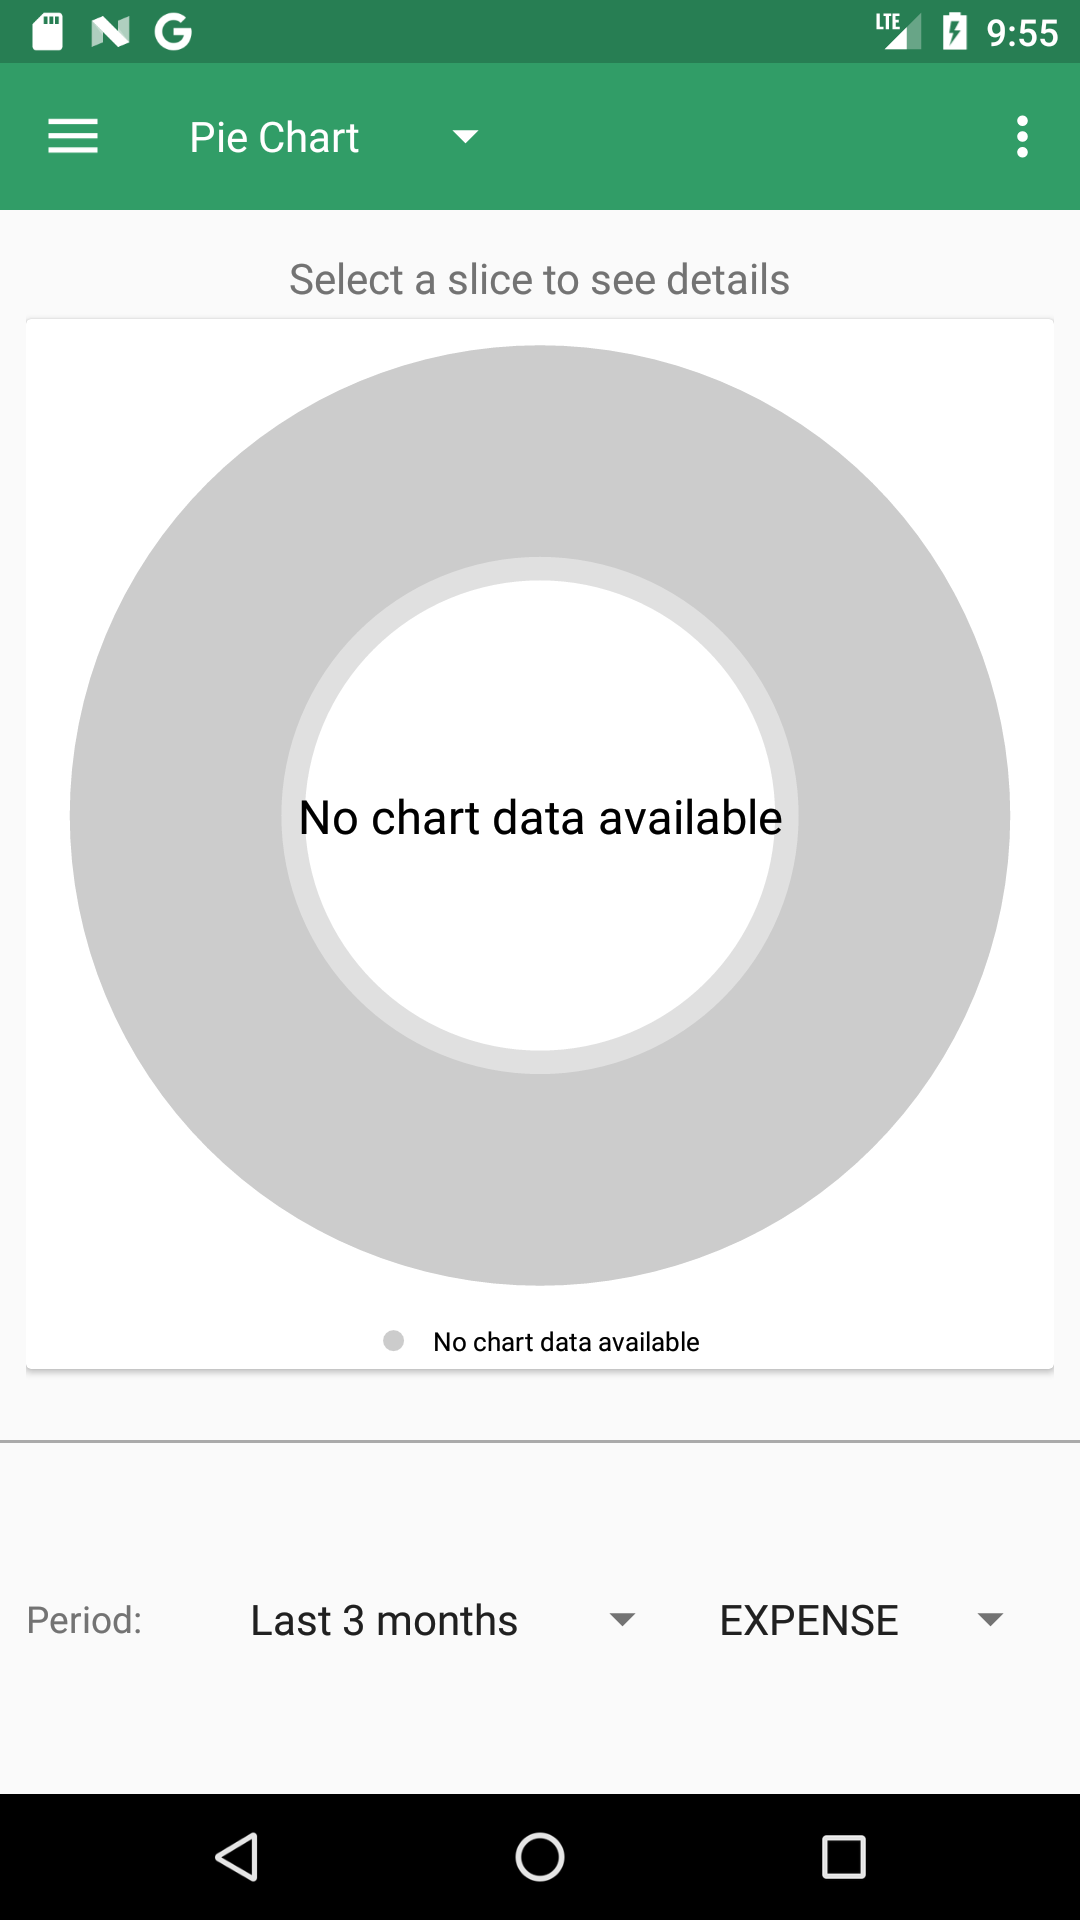 LTE 9:55
Pie Chart
Select a slice to see details
No chart data available
No chart data available
Period: Last 3 months EXPENSE